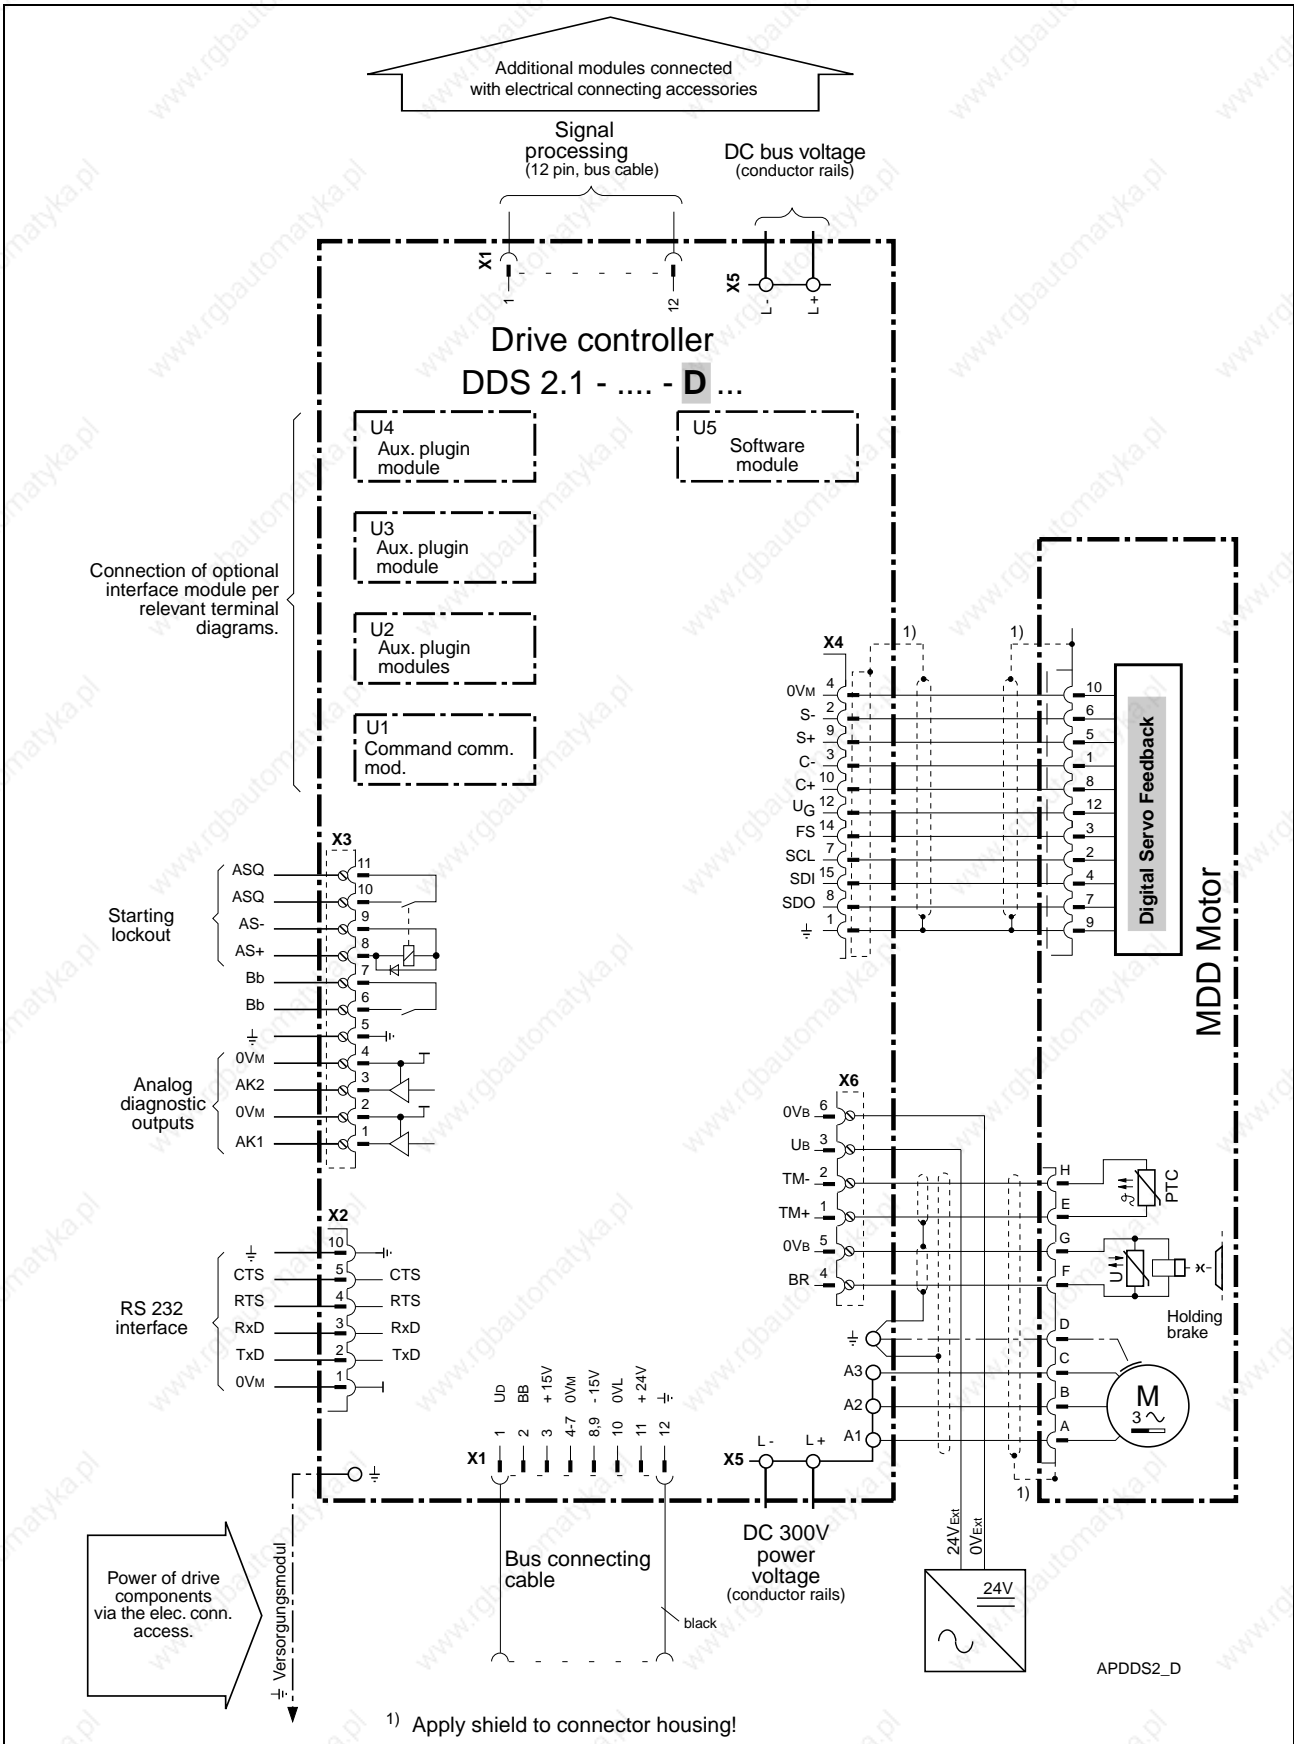 Additional modules connected
with electrical connecting accessories
Signal
processing
(12 pin, bus cable)
DC bus voltage
(conductor rails)
X1
1
12
X5
L -
L +
Drive controller
DDS 2.1 - .... - D ...
U4
Aux. plugin
module
U5
Software
module
U3
Aux. plugin
module
U2
Aux. plugin
modules
U1
Command comm.
mod.
Connection of optional
interface module per
relevant terminal
diagrams.
X3
Starting
lockout
ASQ 11
ASQ 10
AS- 9
AS+ 8
Bb 7
Bb 6
5
Analog
diagnostic
outputs
0VM 4
AK2 3
0VM 2
AK1 1
X2
RS 232
interface
10
CTS 5 CTS
RTS 4 RTS
RxD 3 RxD
TxD 2 TxD
0VM 1
X4
1)
1)
0VM 4 10
S- 2 6
S+ 9 5
C- 3 1
C+ 10 8
UG 12 12
FS 14 3
SCL 7 2
SDI 15 4
SDO 8 7
1 9
Digital Servo Feedback
MDD Motor
X6
0VB 6
UB 3
TM- 2 H
TM+ 1 E
0VB 5 G
BR 4 F
PTC
ϑ
U
Holding
brake
D
A3 C
A2 B
A1 A
M
3
1)
X1
UD
BB
+ 15V
0VM
- 15V
0VL
+ 24V
1
2
3
4-7
8,9
10
11
12
X5
L -
L +
Bus connecting
cable
black
DC 300V
power
voltage
(conductor rails)
24VExt
0VExt
24V
Power of drive
components
via the elec. conn.
access.
Versorgungsmodul
APDDS2_D
1) Apply shield to connector housing!
www.rgbautomatyka.pl